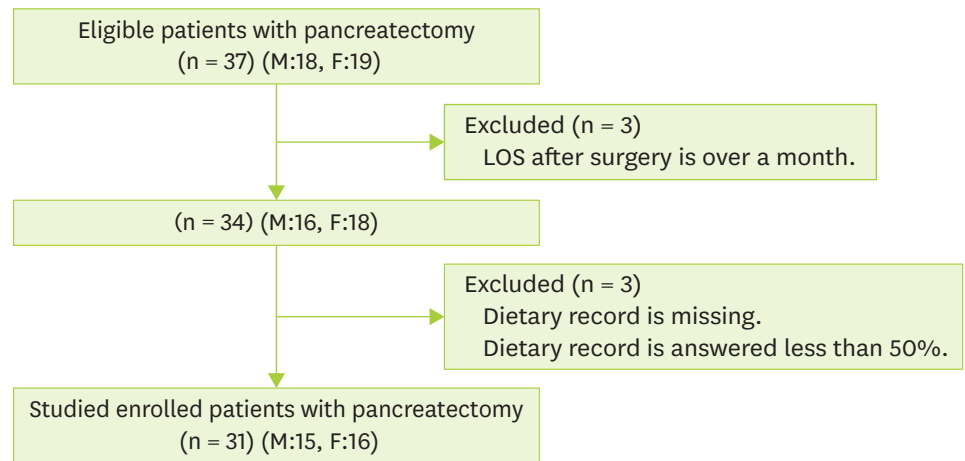 Eligible patients with pancreatectomy
(n = 37) (M:18, F:19)
Excluded (n = 3)
LOS after surgery is over a month.
(n = 34) (M:16, F:18)
Excluded (n = 3)
Dietary record is missing.
Dietary record is answered less than 50%.
Studied enrolled patients with pancreatectomy
(n = 31) (M:15, F:16)